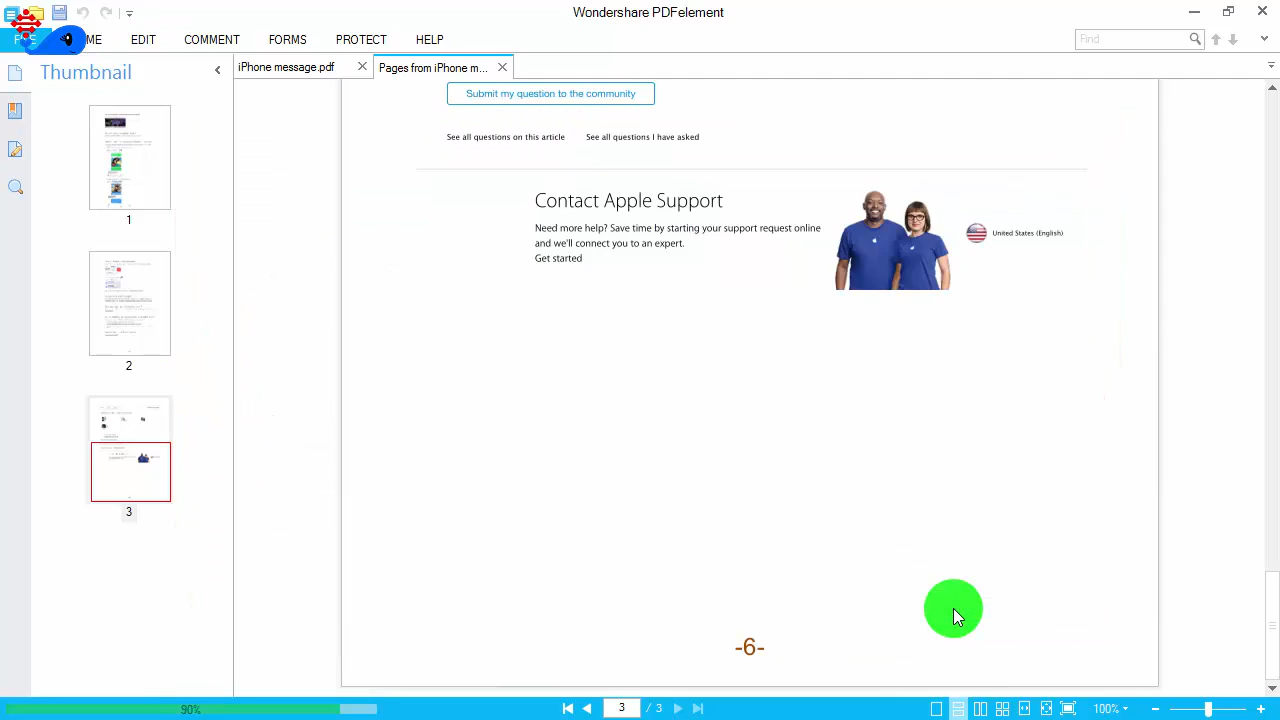 Wondershare PDFelement
ME
EDIT
COMMENT
FORMS
PROTECT
HELP
Find
Thumbnail
iPhone message.pdf
Pages from iPhone m...
Submit my question to the community
See all questions on this article
See all questions I have asked
Contact Apple Support
Need more help? Save time by starting your support request online
and we'll connect you to an expert.
Get started
United States (English)
1
2
3
-6-
90%
3
/ 3
100%